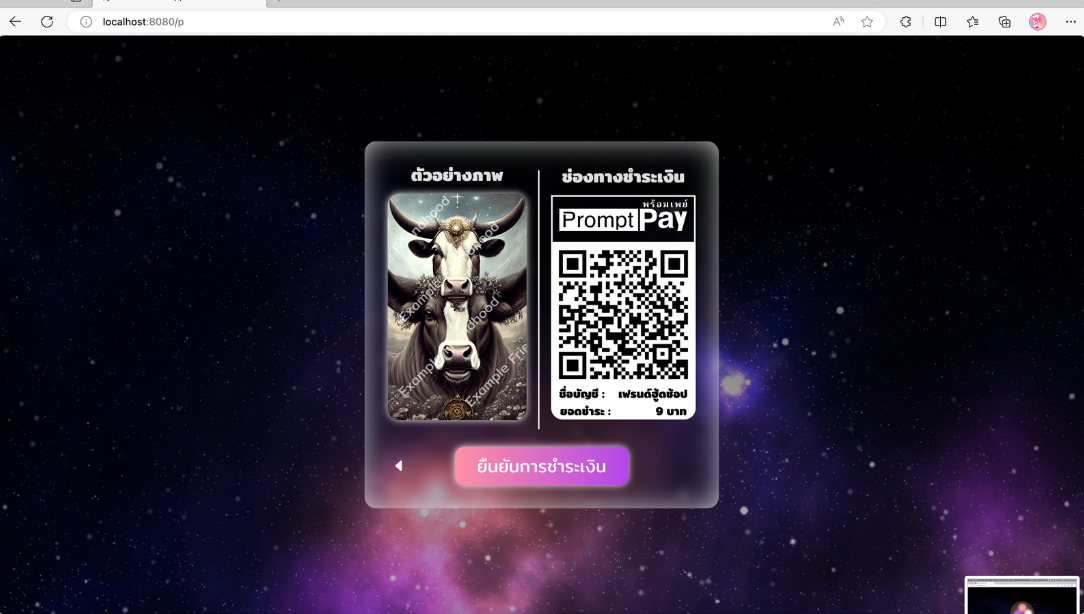 localhost:8080/p
ตัวอย่างภาพ
Example Friendhood
Example Friendhood
Example Frie
ช่องทางชำระเงิน
พร้อมเพย์
PromptPay
ชื่อบัญชี : เฟรนด์ฮู้ดช้อป
ยอดชำระ : 9 บาท
ยืนยันการชำระเงิน